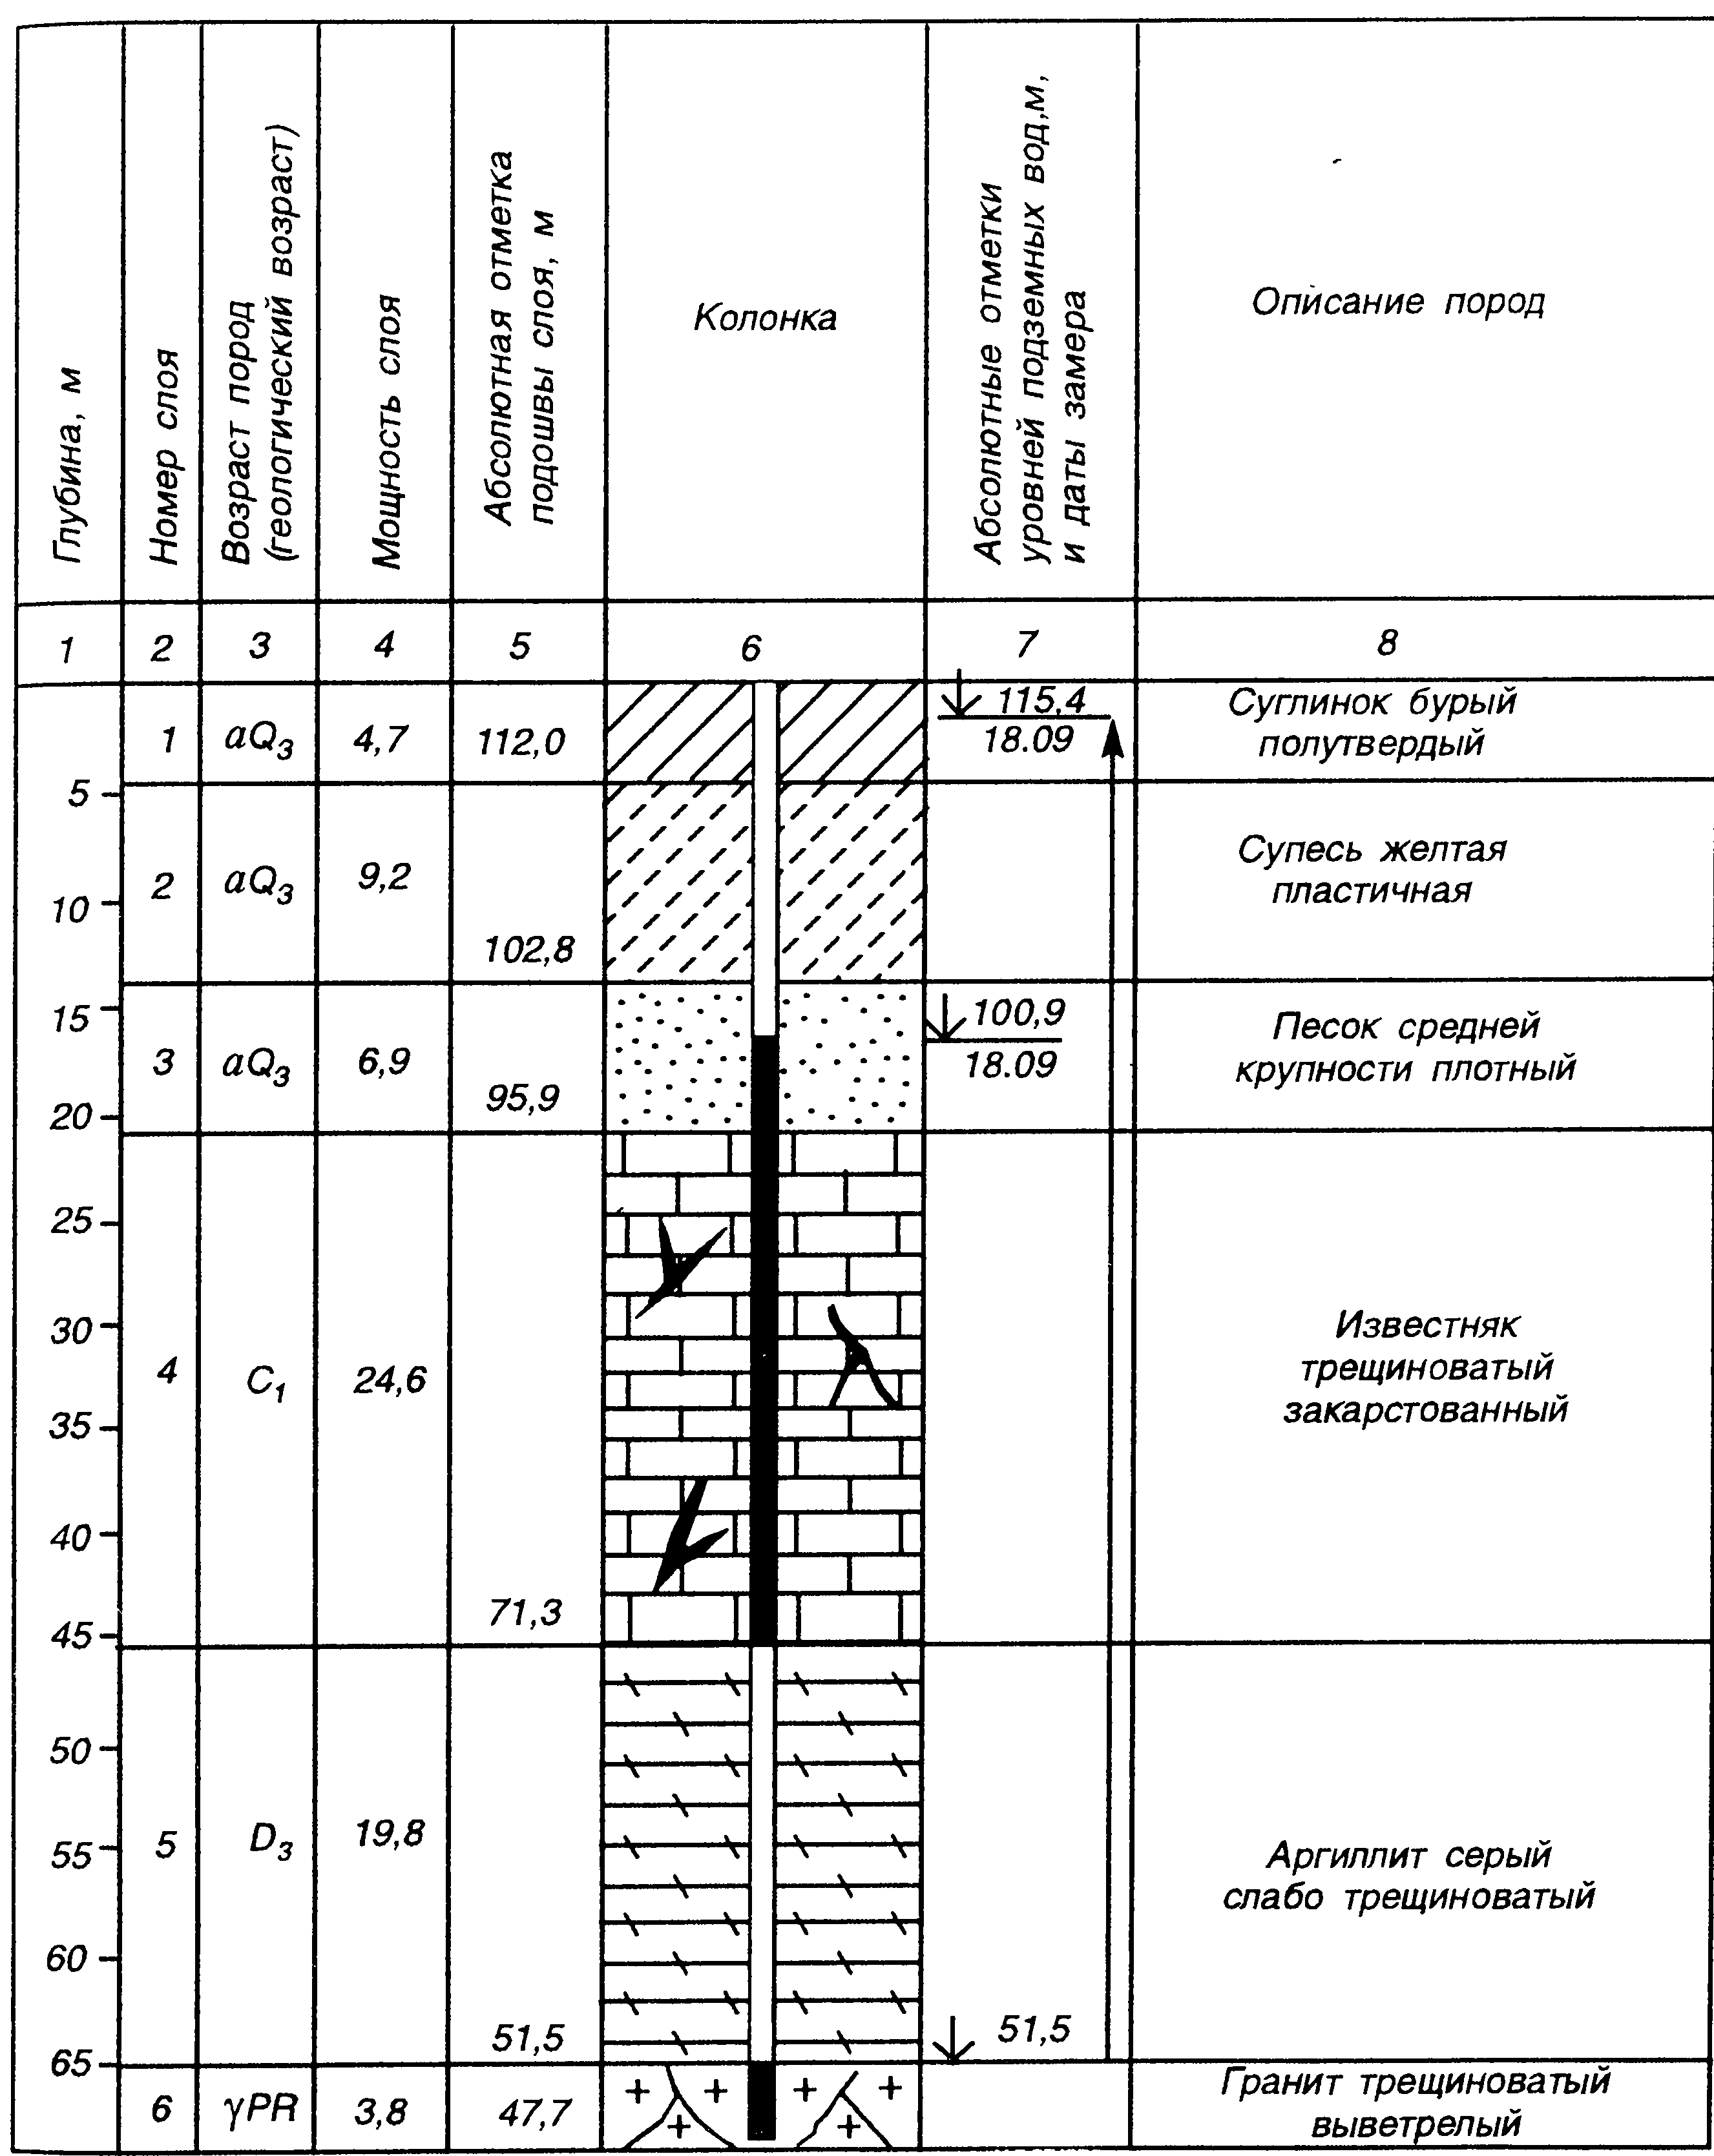 Глубина, м
Номер слоя
Возраст пород
(геологический возраст)
Мощность слоя
Абсолютная отметка
подошвы слоя, м
Колонка
Абсолютные отметки
уровней подземных вод,м,
и даты замера
Описание пород
1 2 3 4 5 6 7 8
1 aQ3 4,7 112,0
115,4
18.09
Суглинок бурый
полутвердый
5
2 aQ3 9,2
10
102,8
Супесь желтая
пластичная
15
3 aQ3 6,9
95,9
20
100,9
18.09
Песок средней
крупности плотный
25
30
4 C1 24,6
35
40
71,3
45
Известняк
трещиноватый
закарстованный
50
5 D3 19,8
55
60
51,5
65
51,5
Аргиллит серый
слабо трещиноватый
6 γPR 3,8 47,7
Гранит трещиноватый
выветрелый